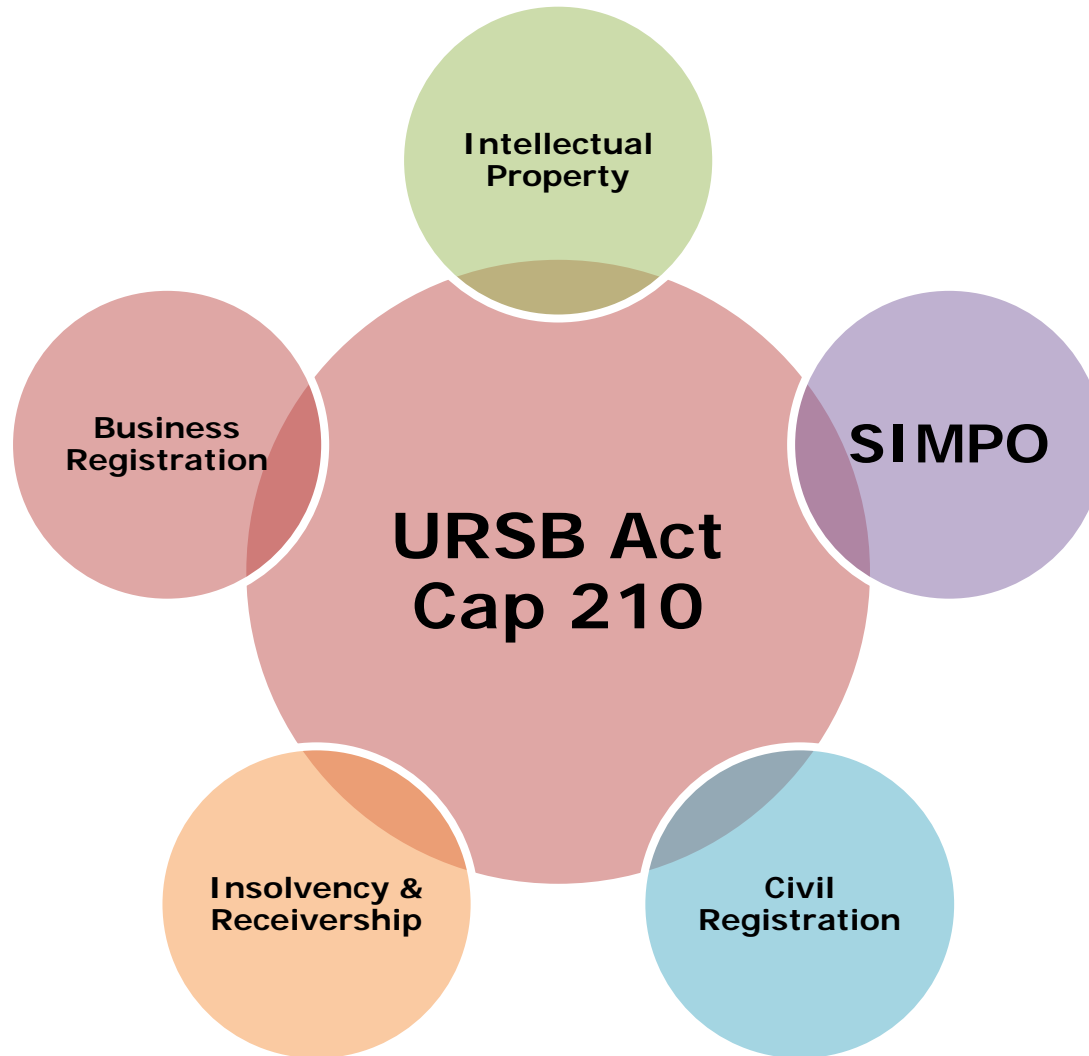 Intellectual
Property
Business
Registration
SIMPO
URSB Act
Cap 210
Insolvency &
Receivership
Civil
Registration